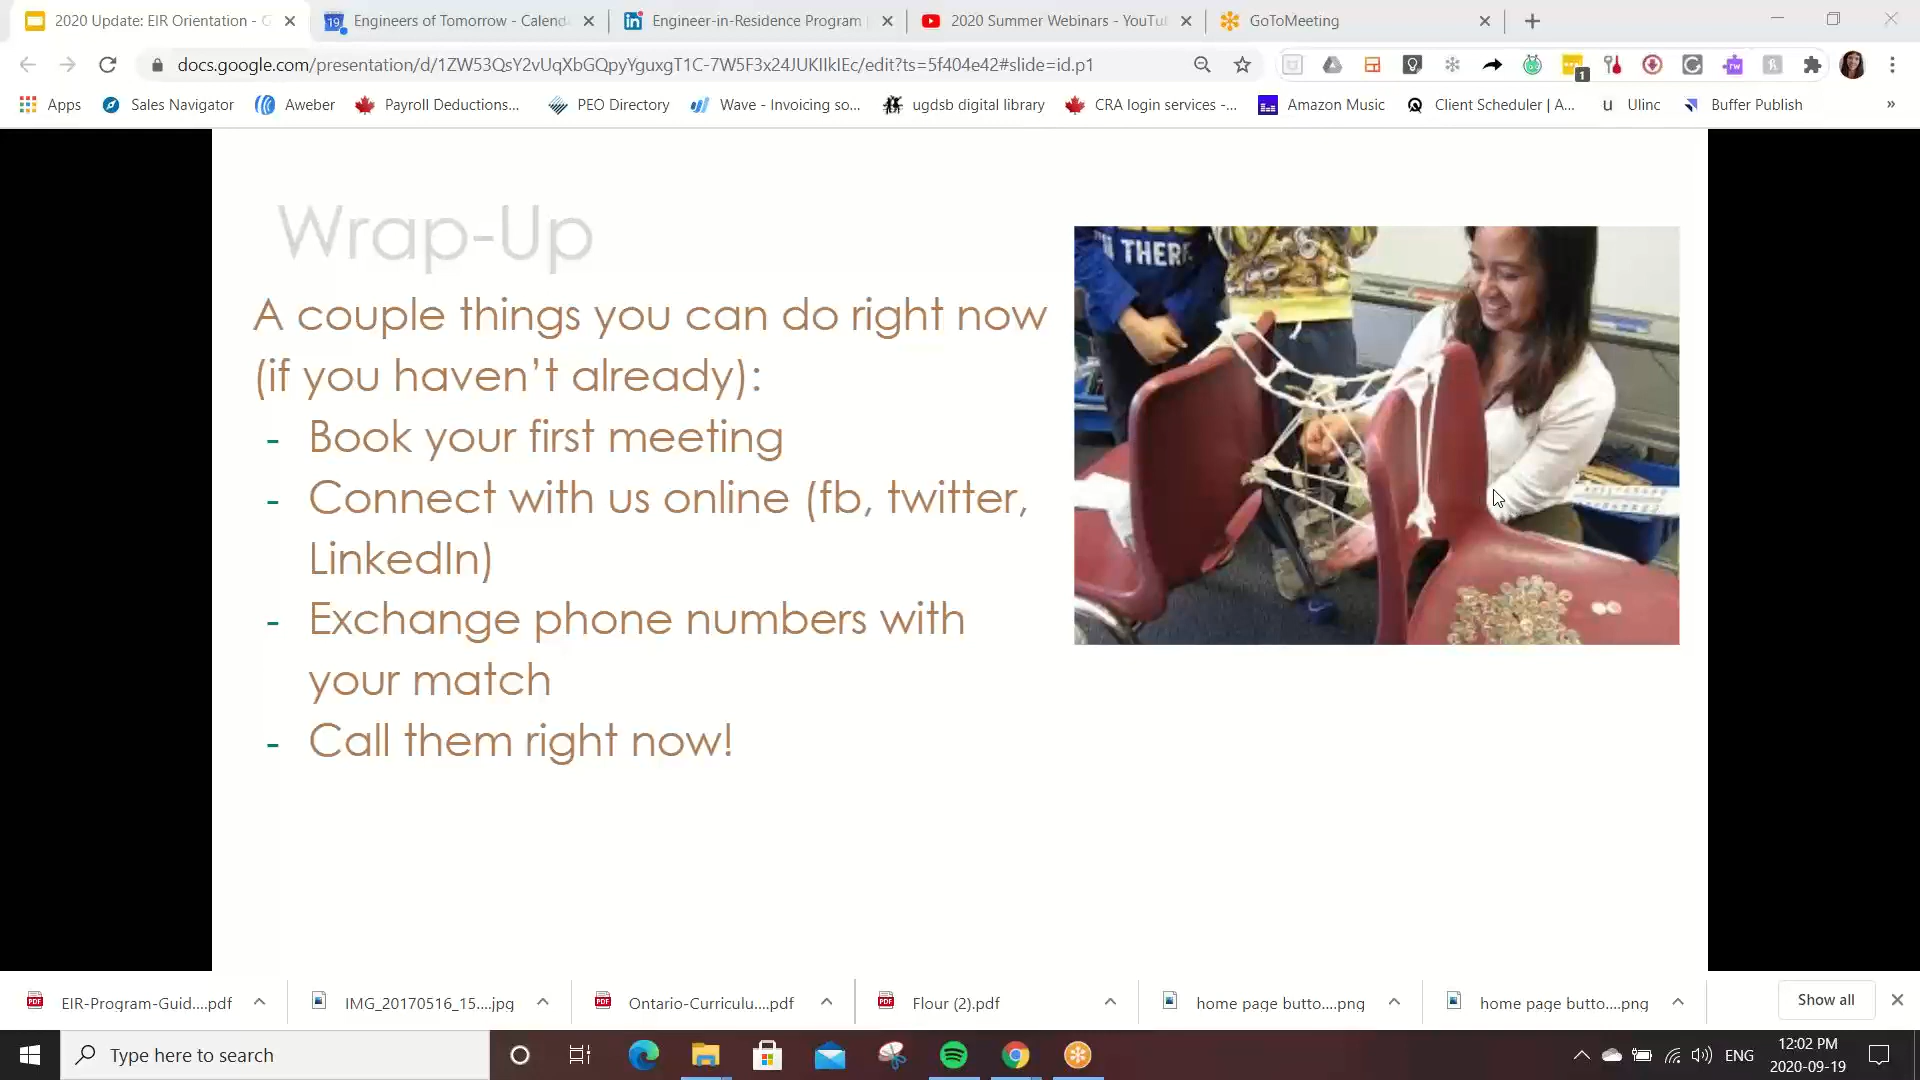 2020 Update: EIR Orientation - G
Engineers of Tomorrow - Calend
Engineer-in-Residence Program
2020 Summer Webinars - YouTu
GoToMeeting
docs.google.com/presentation/d/1ZW53QsY2vUqXbGQpyYguxgT1C-7W5F3x24JUKIIkIEc/edit?ts=5f404e42#slide=id.p1
Apps
Sales Navigator
Aweber
Payroll Deductions...
PEO Directory
Wave - Invoicing so...
ugdsb digital library
CRA login services -...
Amazon Music
Client Scheduler | A...
Ulinc
Buffer Publish
Wrap-Up
A couple things you can do right now
(if you haven't already):
- Book your first meeting
- Connect with us online (fb, twitter,
LinkedIn)
- Exchange phone numbers with
your match
- Call them right now!
THERE
EIR-Program-Guid....pdf
IMG_20170516_15....jpg
Ontario-Curriculu....pdf
Flour (2).pdf
home page butto....png
home page butto....png
Show all
Type here to search
ENG
12:02 PM
2020-09-19